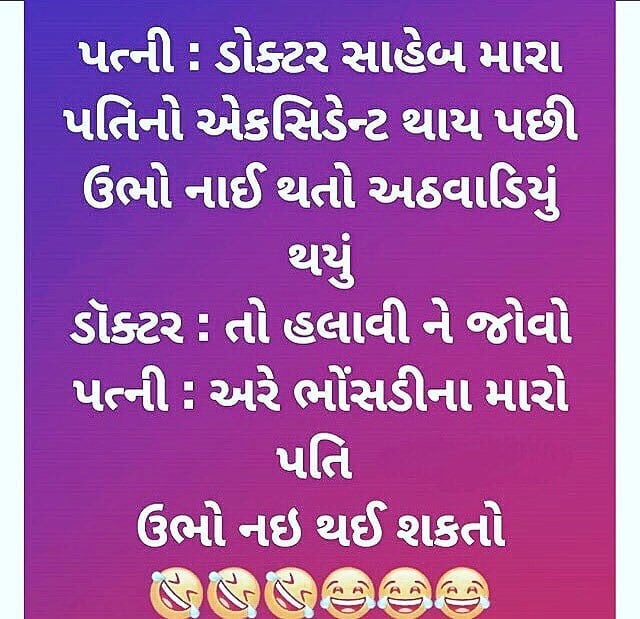 પત્ની : ડોક્ટર સાહેબ મારા
પતિનો એકસિડેન્ટ થાય પછી
ઉભો નાઈ થતો અઠવાડિયું
થયું
ડૉક્ટર : તો હલાવી ને જોવો
પત્ની : અરે ભોંસડીના મારો
પતિ
ઉભો નઇ થઈ શકતો
🤣🤣🤣😂😂😂